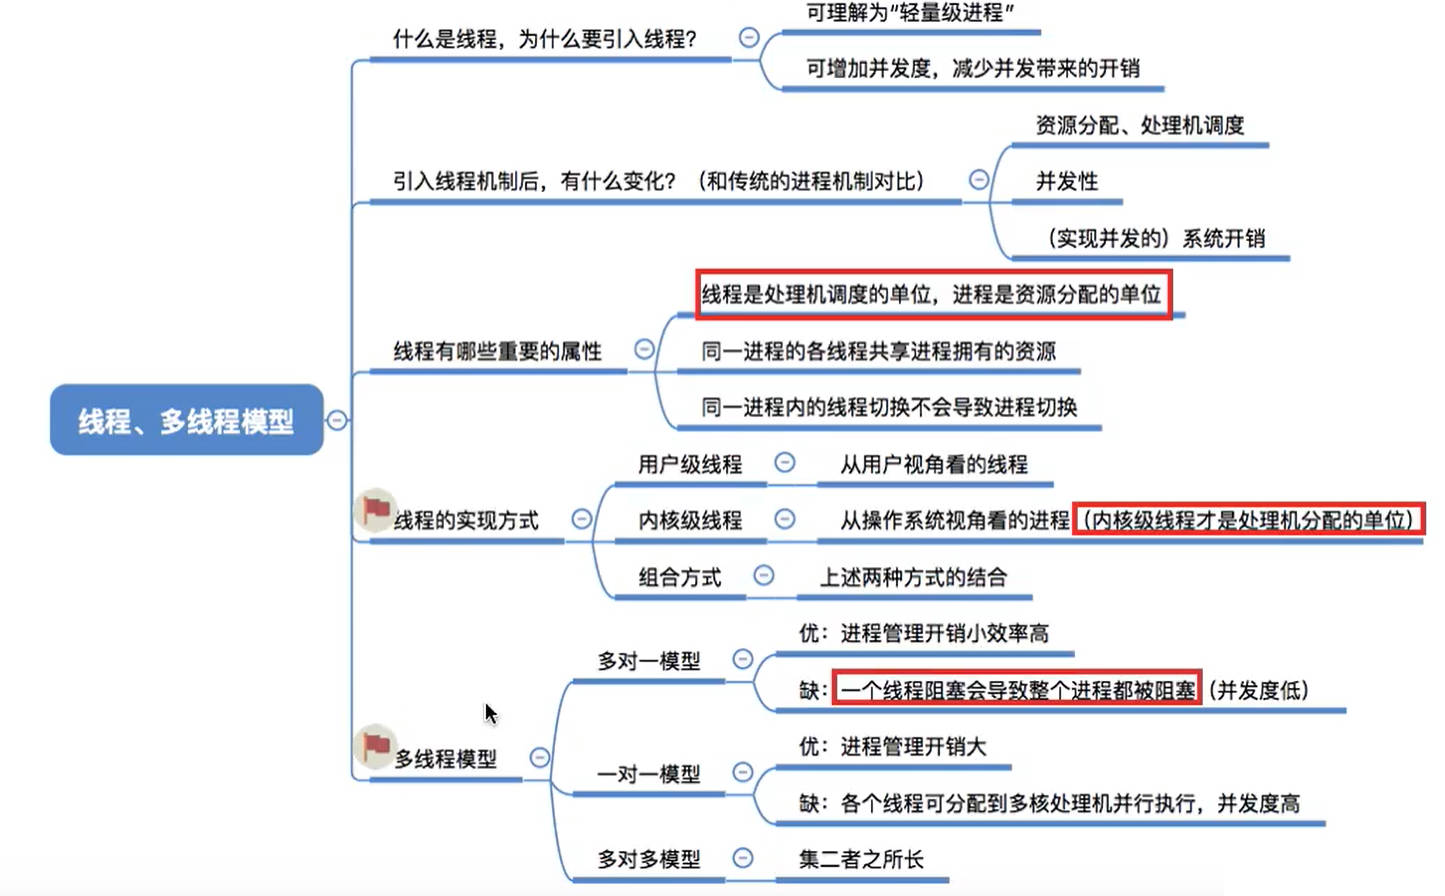 可理解为“轻量级进程”
什么是线程，为什么要引入线程？
可增加并发度，减少并发带来的开销
资源分配、处理机调度
引入线程机制后，有什么变化？（和传统的进程机制对比）
并发性
（实现并发的）系统开销
线程是处理机调度的单位，进程是资源分配的单位
线程有哪些重要的属性
同一进程的各线程共享进程拥有的资源
同一进程内的线程切换不会导致进程切换
线程、多线程模型
用户级线程
从用户视角看的线程
线程的实现方式
内核级线程
从操作系统视角看的进程（内核级线程才是处理机分配的单位）
组合方式
上述两种方式的结合
多对一模型
优：进程管理开销小效率高
缺：一个线程阻塞会导致整个进程都被阻塞（并发度低）
多线程模型
一对一模型
优：进程管理开销大
缺：各个线程可分配到多核处理机并行执行，并发度高
多对多模型
集二者之所长